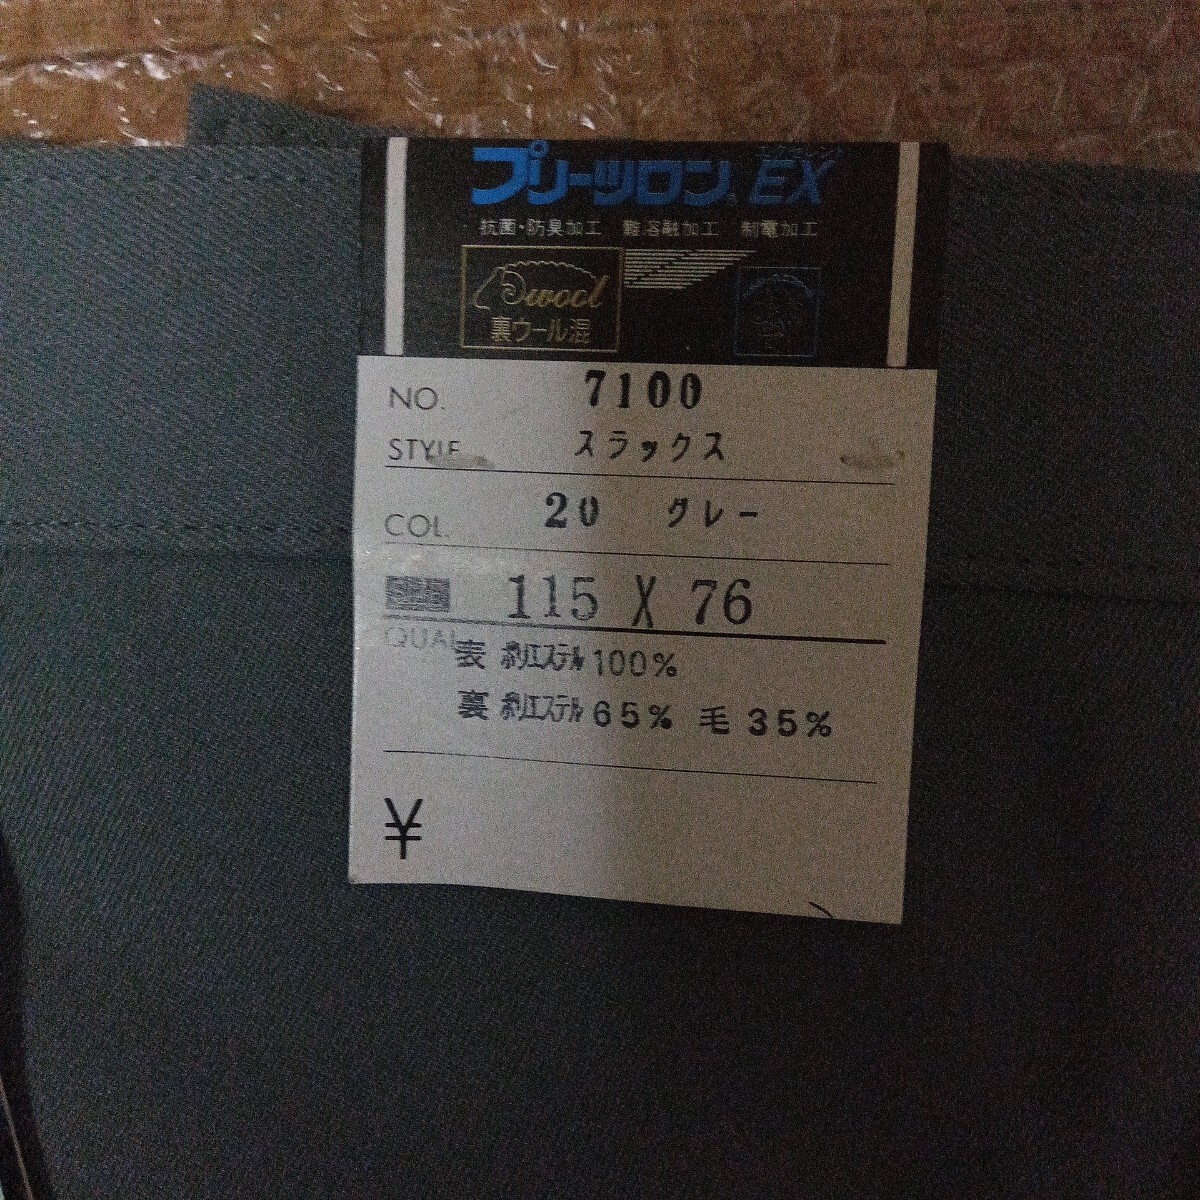 プリーツロン EX
抗菌・防臭加工 難溶融加工 制電加工
wool
裏ウール混
NO. 7100
STYLE スラックス
COL. 20 グレー
115 X 76
QUAL
表 ポリエステル 100%
裏 ポリエステル 65% 毛 35%
¥